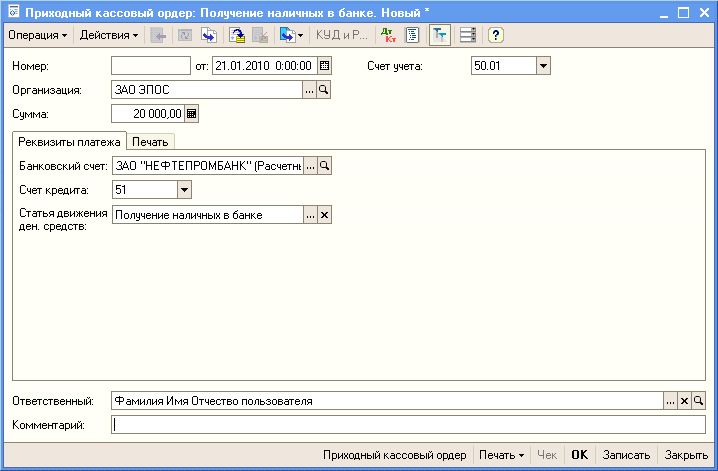 Приходный кассовый ордер: Получение наличных в банке. Новый *
Операция Действия КУД и Р... Дт Кт
Номер: от: 21.01.2010 0:00:00 Счет учета: 50.01
Организация: ЗАО ЭПОС ...
Сумма: 20 000,00
Реквизиты платежа Печать
Банковский счет: ЗАО "НЕФТЕПРОМБАНК" (Расчетны ...
Счет кредита: 51
Статья движения ден. средств: Получение наличных в банке ...
Ответственный: Фамилия Имя Отчество пользователя ...
Комментарий:
Приходный кассовый ордер Печать Чек OK Записать Закрыть